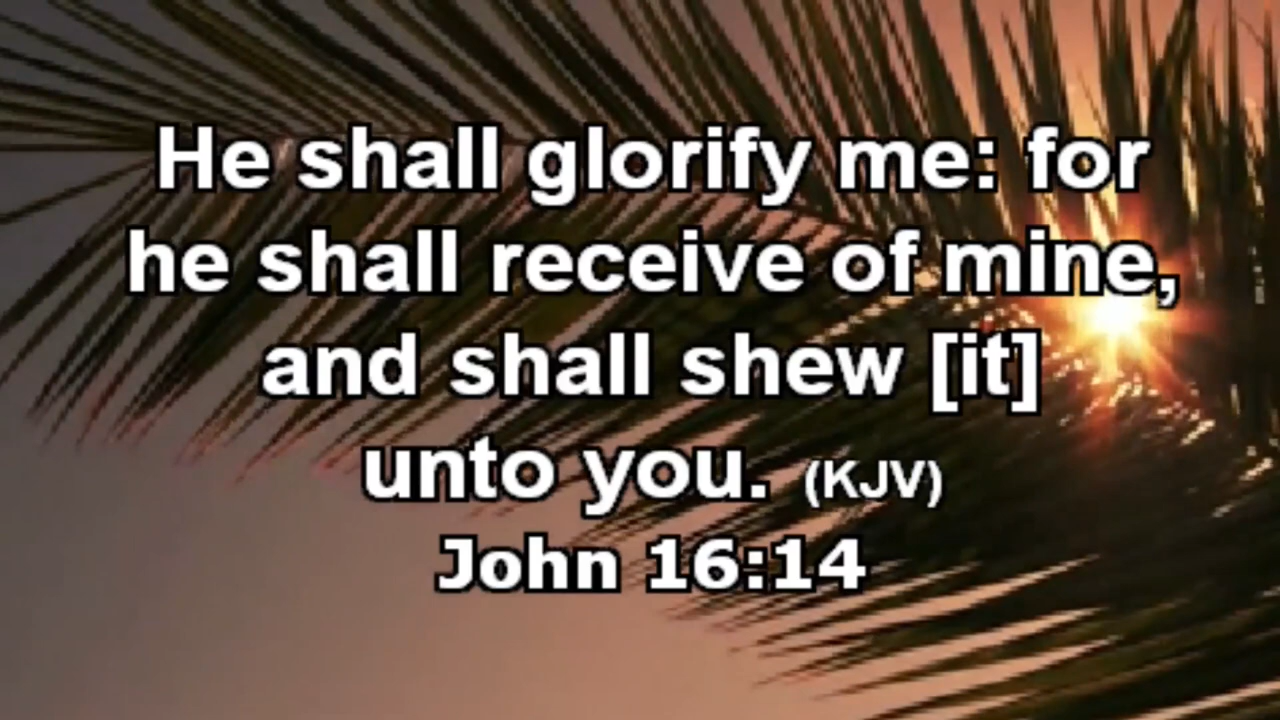 He shall glorify me: for
he shall receive of mine,
and shall shew [it]
unto you. (KJV)
John 16:14